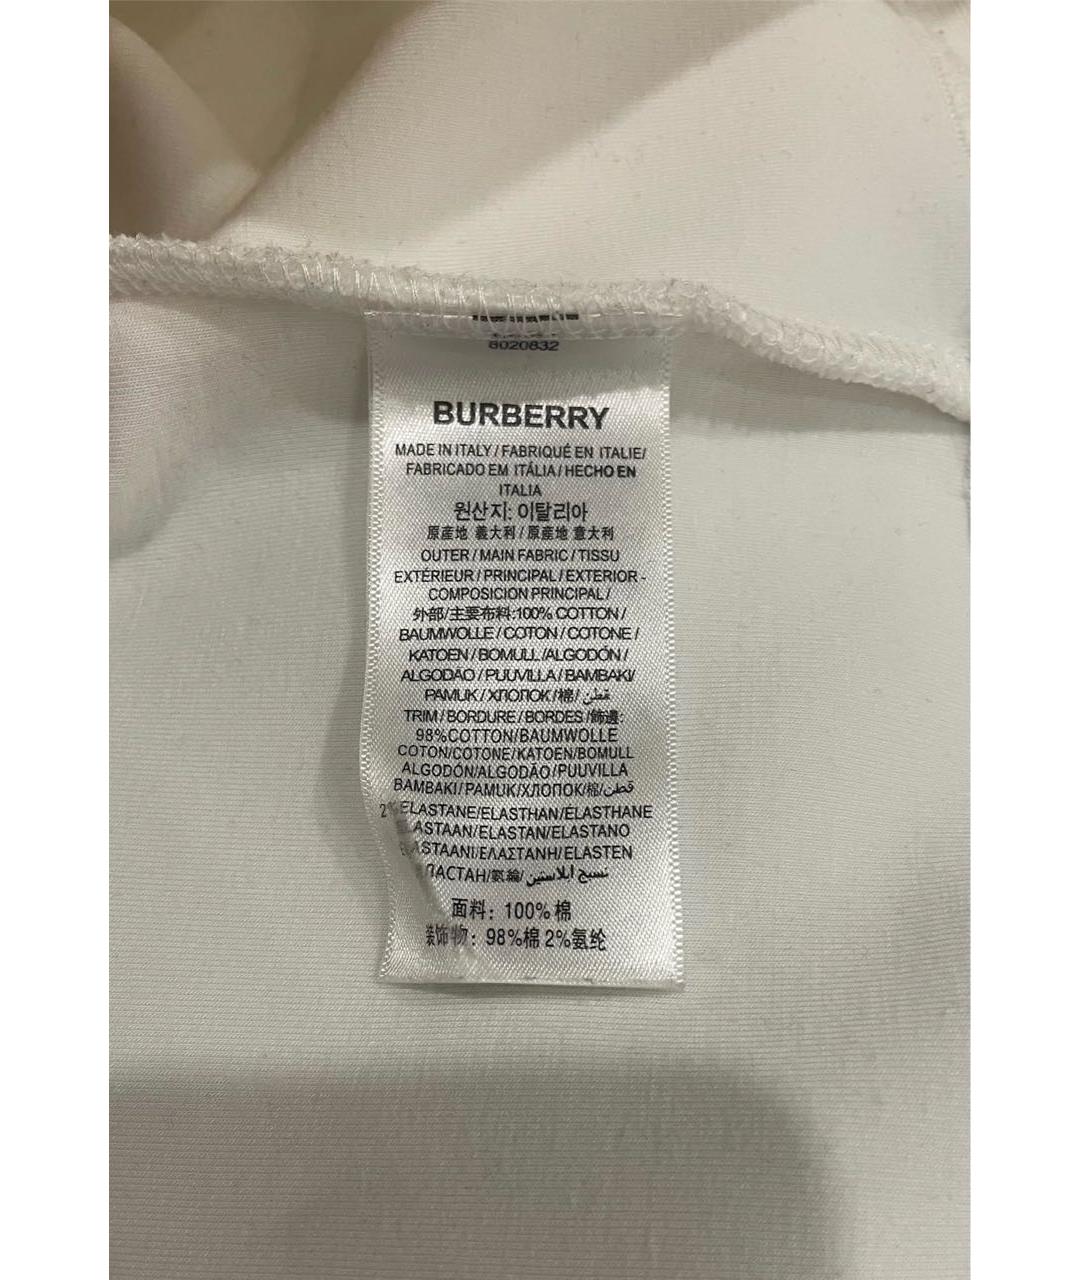 8020832
BURBERRY
MADE IN ITALY / FABRIQUÉ EN ITALIE/
FABRICADO EM ITÁLIA / HECHO EN
ITALIA
원산지: 이탈리아
原産地 義大利 / 原産地 意大利
OUTER / MAIN FABRIC / TISSU
EXTÉRIEUR / PRINCIPAL / EXTERIOR -
COMPOSICION PRINCIPAL /
外部/主要布料:100% COTTON /
BAUMWOLLE / COTON / COTONE /
KATOEN / BOMULL /ALGODÓN /
ALGODÃO / PUUVILLA / BAMBAKI/
PAMUK / ХЛОПОК /棉/ قطن
TRIM / BORDURE / BORDES /飾邊:
98%COTTON/BAUMWOLLE
COTON/COTONE/KATOEN/BOMULL
ALGODÓN/ALGODÃO/PUUVILLA
BAMBAKI/PAMUK/ХЛОПОК/棉/قطن
2% ELASTANE/ELASTHAN/ÉLASTHANE
ELASTAAN/ELASTAN/ELASTANO
ELASTAANI/ΕΛΑΣΤΑΝΗ/ELASTEN
ЭЛАСТАН/氨綸/نسيج ايلاستين
面料: 100% 棉
装饰物: 98%棉 2%氨纶